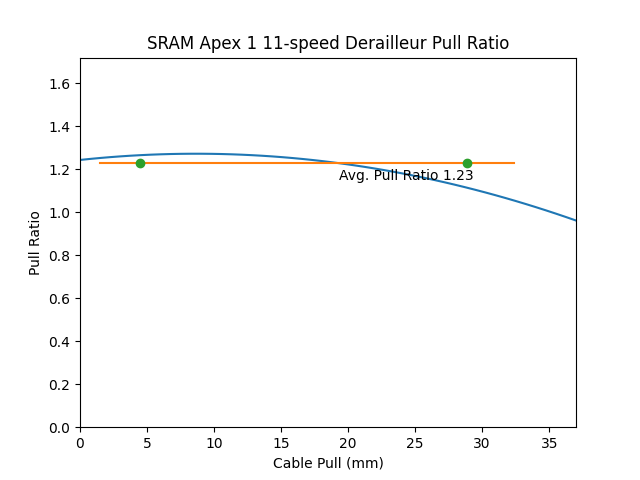 SRAM Apex 1 11-speed Derailleur Pull Ratio
1.6
1.4
1.2
1.0
0.8
0.6
0.4
0.2
0.0
Pull Ratio
Avg. Pull Ratio 1.23
0 5 10 15 20 25 30 35
Cable Pull (mm)